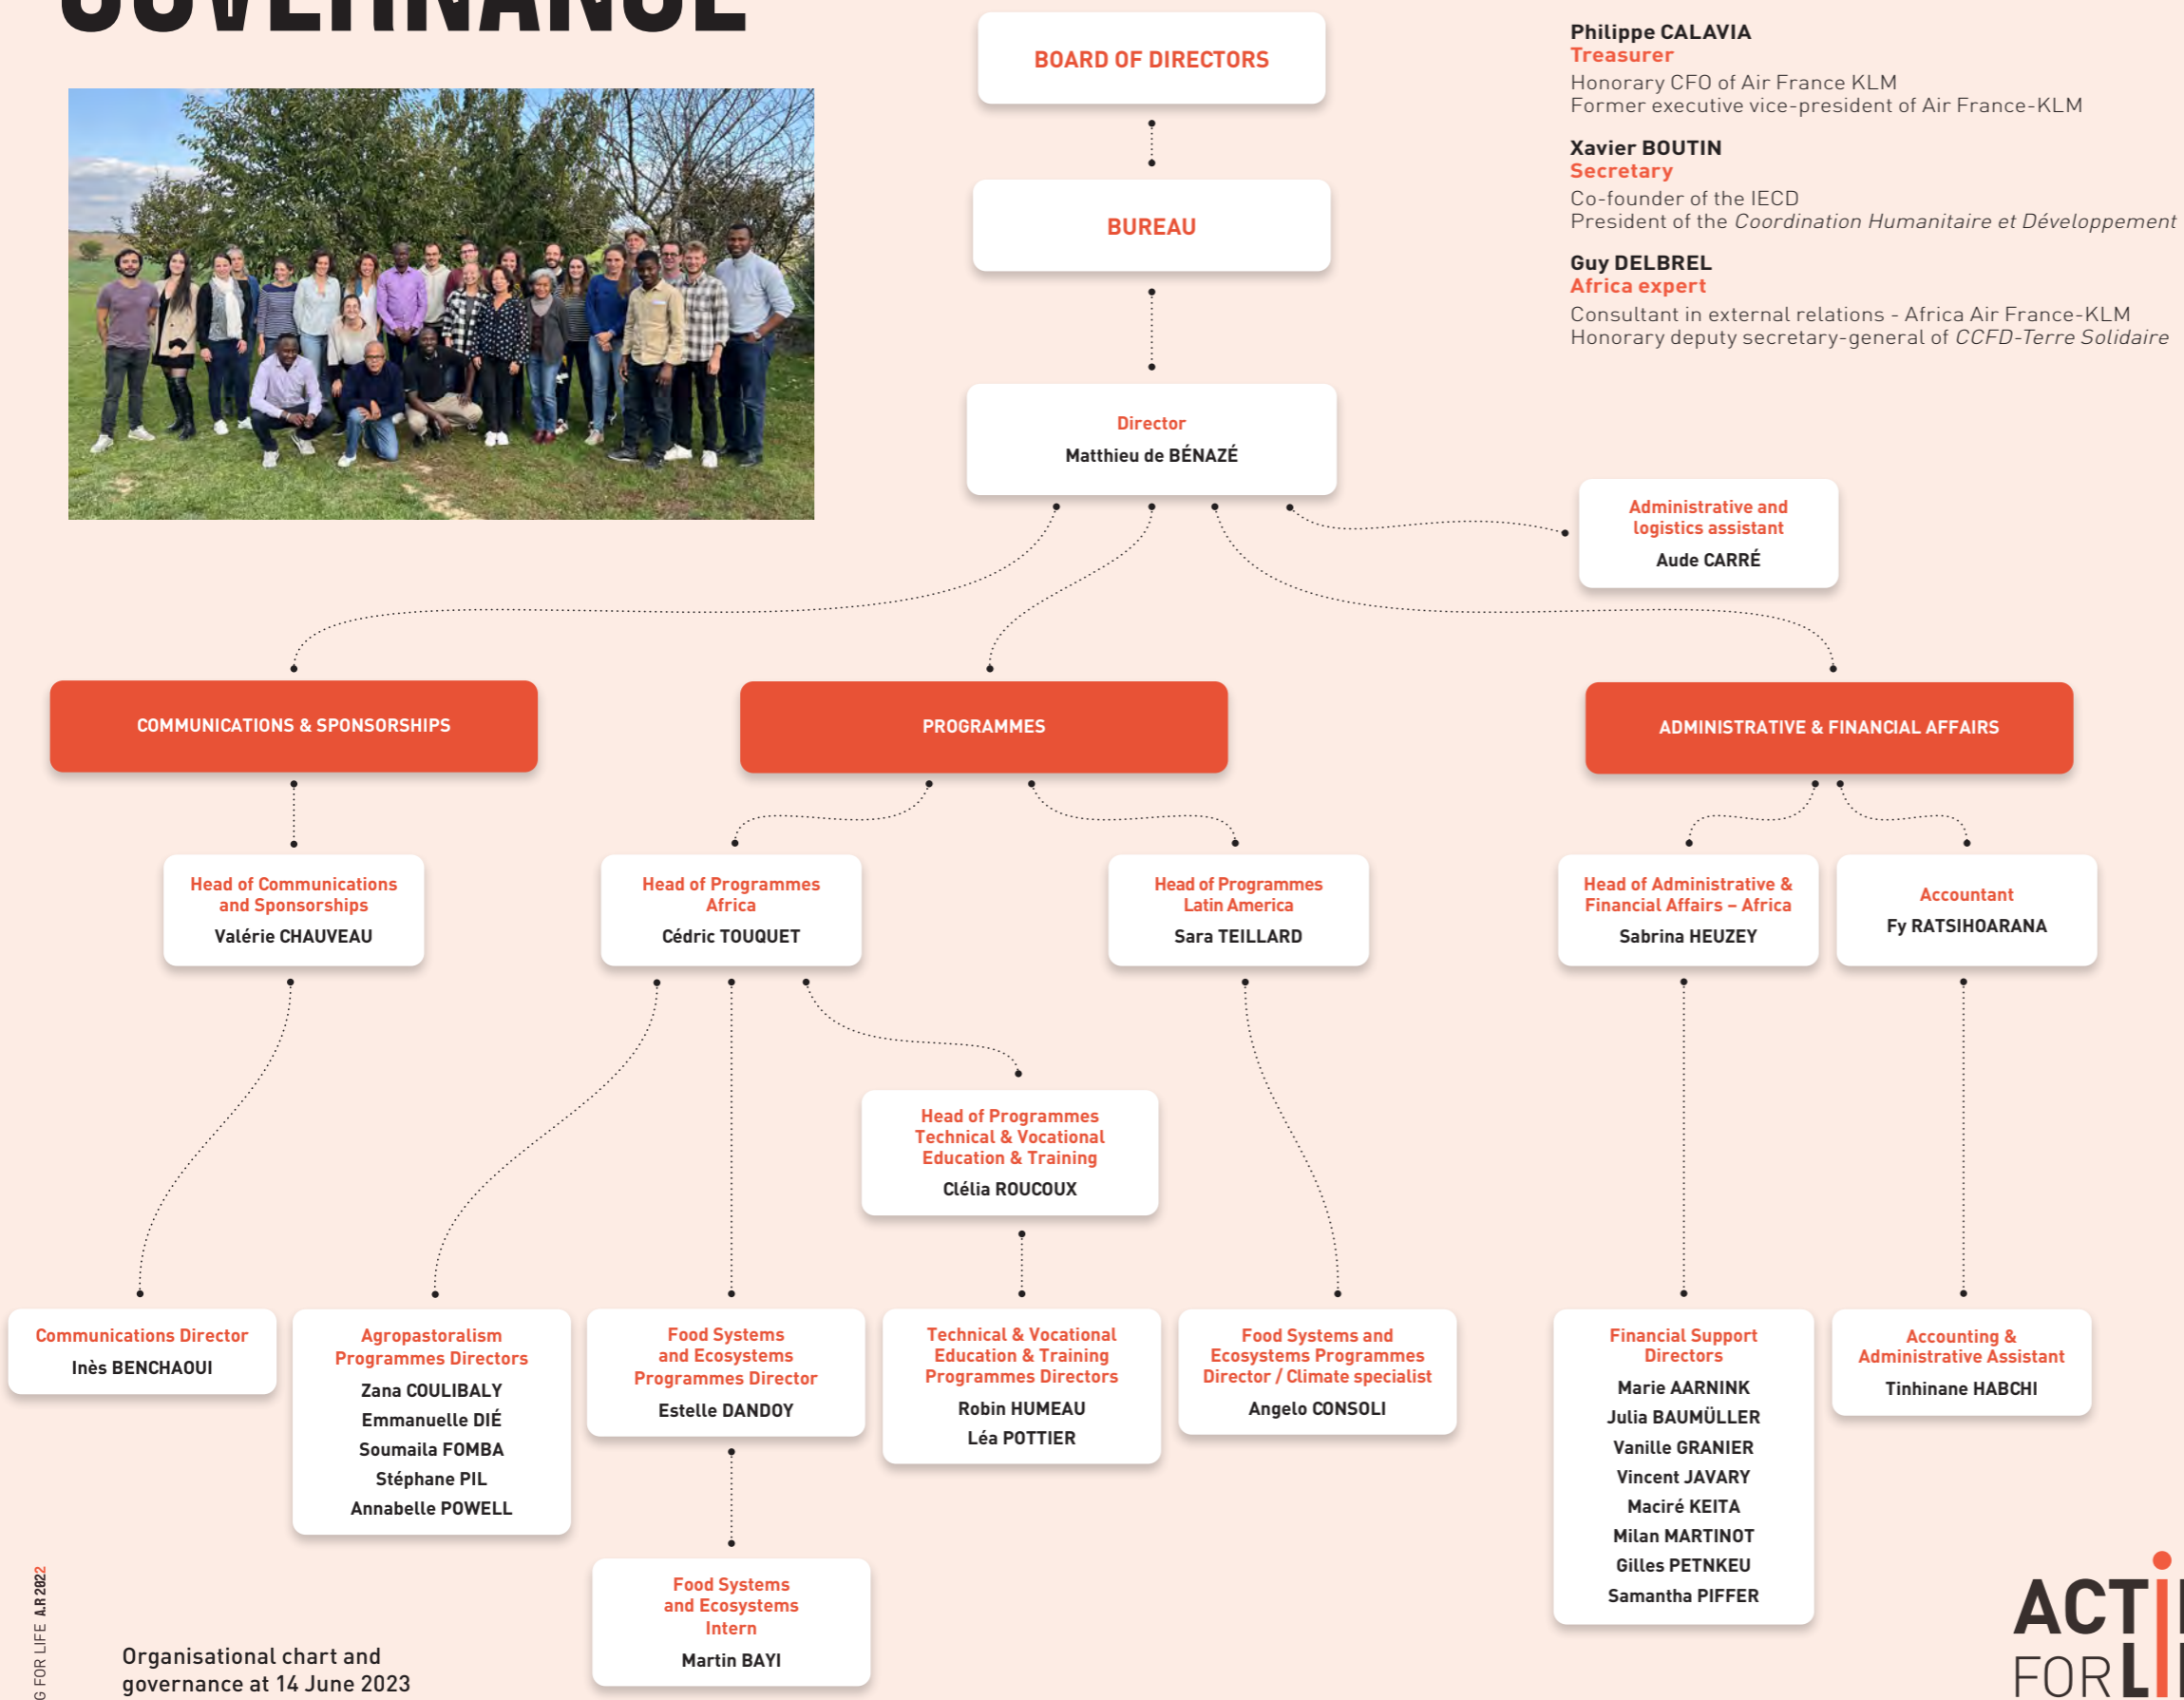 GOVERNANCE
BOARD OF DIRECTORS
BUREAU
Director
Matthieu de BÉNAZÉ
Philippe CALAVIA
Treasurer
Honorary CFO of Air France KLM
Former executive vice-president of Air France-KLM
Xavier BOUTIN
Secretary
Co-founder of the IECD
President of the Coordination Humanitaire et Développement
Guy DELBREL
Africa expert
Consultant in external relations - Africa Air France-KLM
Honorary deputy secretary-general of CCFD-Terre Solidaire
Administrative and
logistics assistant
Aude CARRÉ
COMMUNICATIONS & SPONSORSHIPS
PROGRAMMES
ADMINISTRATIVE & FINANCIAL AFFAIRS
Head of Communications
and Sponsorships
Valérie CHAUVEAU
Head of Programmes
Africa
Cédric TOUQUET
Head of Programmes
Latin America
Sara TEILLARD
Head of Administrative &
Financial Affairs – Africa
Sabrina HEUZEY
Accountant
Fy RATSIHOARANA
Head of Programmes
Technical & Vocational
Education & Training
Clélia ROUCOUX
Communications Director
Inès BENCHAOUI
Agropastoralism
Programmes Directors
Zana COULIBALY
Emmanuelle DIÉ
Soumaila FOMBA
Stéphane PIL
Annabelle POWELL
Food Systems
and Ecosystems
Programmes Director
Estelle DANDOY
Technical & Vocational
Education & Training
Programmes Directors
Robin HUMEAU
Léa POTTIER
Food Systems and
Ecosystems Programmes
Director / Climate specialist
Angelo CONSOLI
Financial Support
Directors
Marie AARNINK
Julia BAUMÜLLER
Vanille GRANIER
Vincent JAVARY
Maciré KEITA
Milan MARTINOT
Gilles PETNKEU
Samantha PIFFER
Accounting &
Administrative Assistant
Tinhinane HABCHI
Food Systems
and Ecosystems
Intern
Martin BAYI
G FOR LIFE A.R 2022
Organisational chart and
governance at 14 June 2023
ACTI
FOR LI